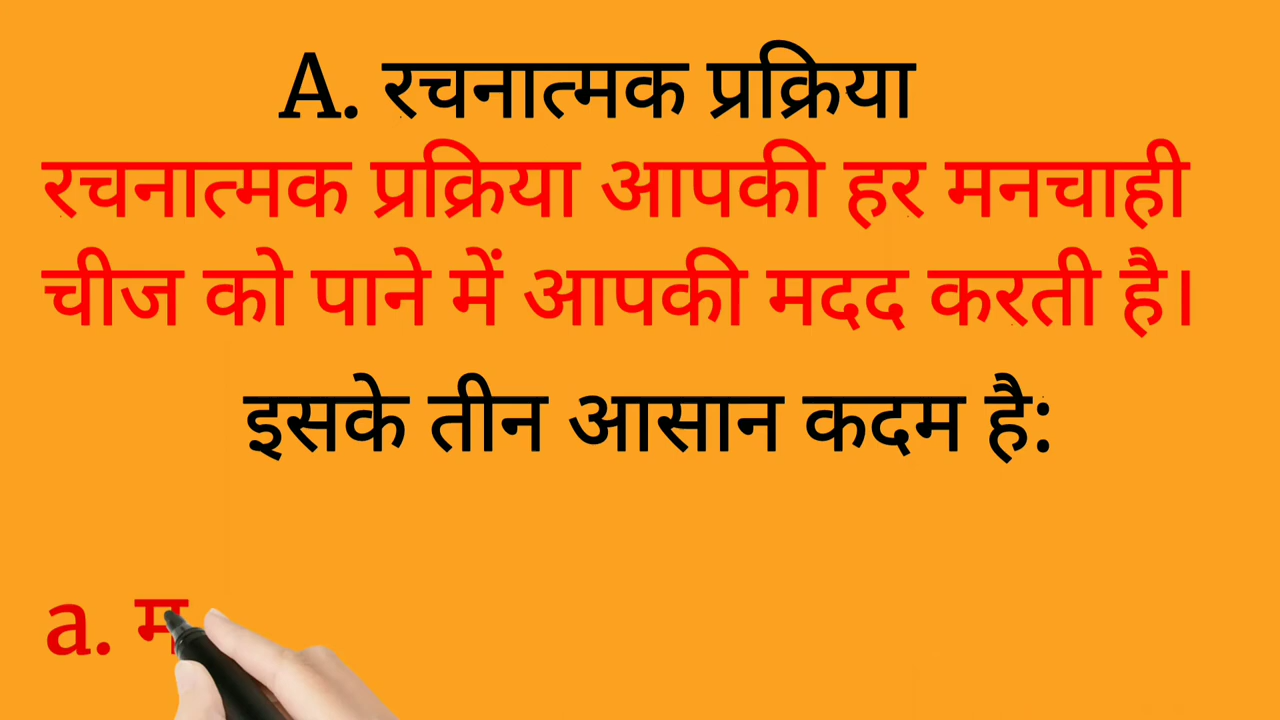 A. रचनात्मक प्रक्रिया
रचनात्मक प्रक्रिया आपकी हर मनचाही
चीज को पाने में आपकी मदद करती है।
इसके तीन आसान कदम है:
a. म